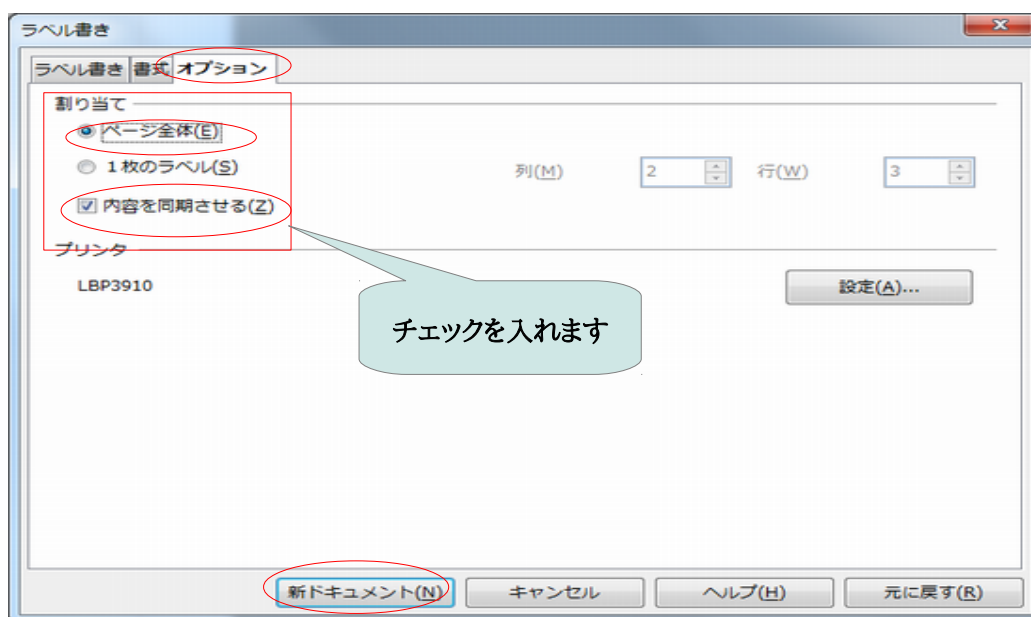 ラベル書き
ラベル書き 書式 オプション
割り当て
ページ全体(E)
1枚のラベル(S) 列(M) 2 行(W) 3
内容を同期させる(Z)
プリンタ
LBP3910 設定(A)...
チェックを入れます
新ドキュメント(N) キャンセル ヘルプ(H) 元に戻す(R)